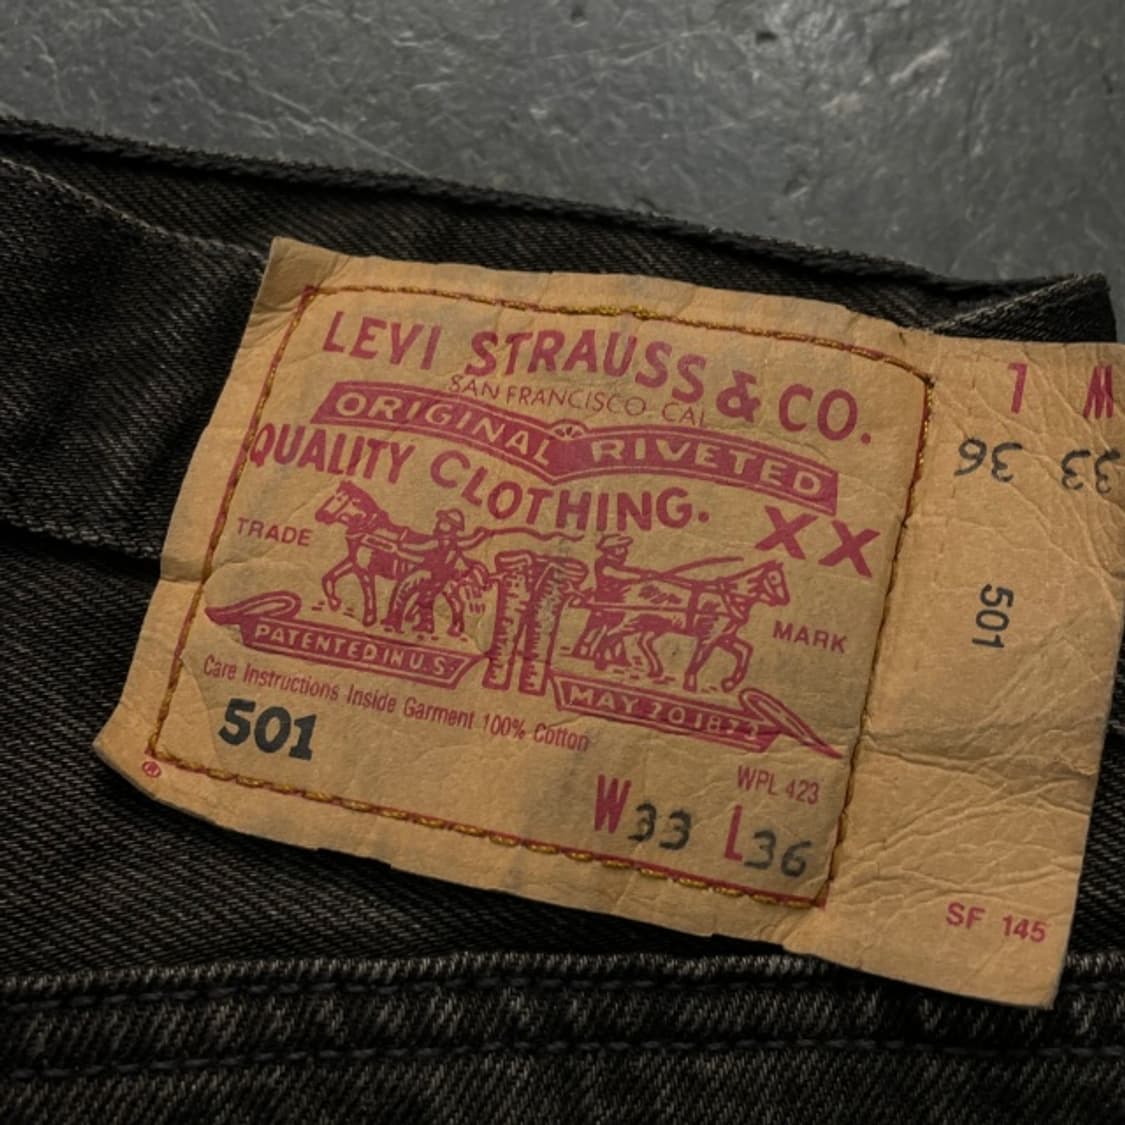 LEVI STRAUSS & CO.
SAN FRANCISCO CAL
ORIGINAL RIVETED
QUALITY CLOTHING.
XX
TRADE
MARK
PATENTED IN U.S.
MAY 20 1873
Care Instructions Inside Garment 100% Cotton
501
WPL 423
W33 L36
®
L W
36 33
501
SF 145